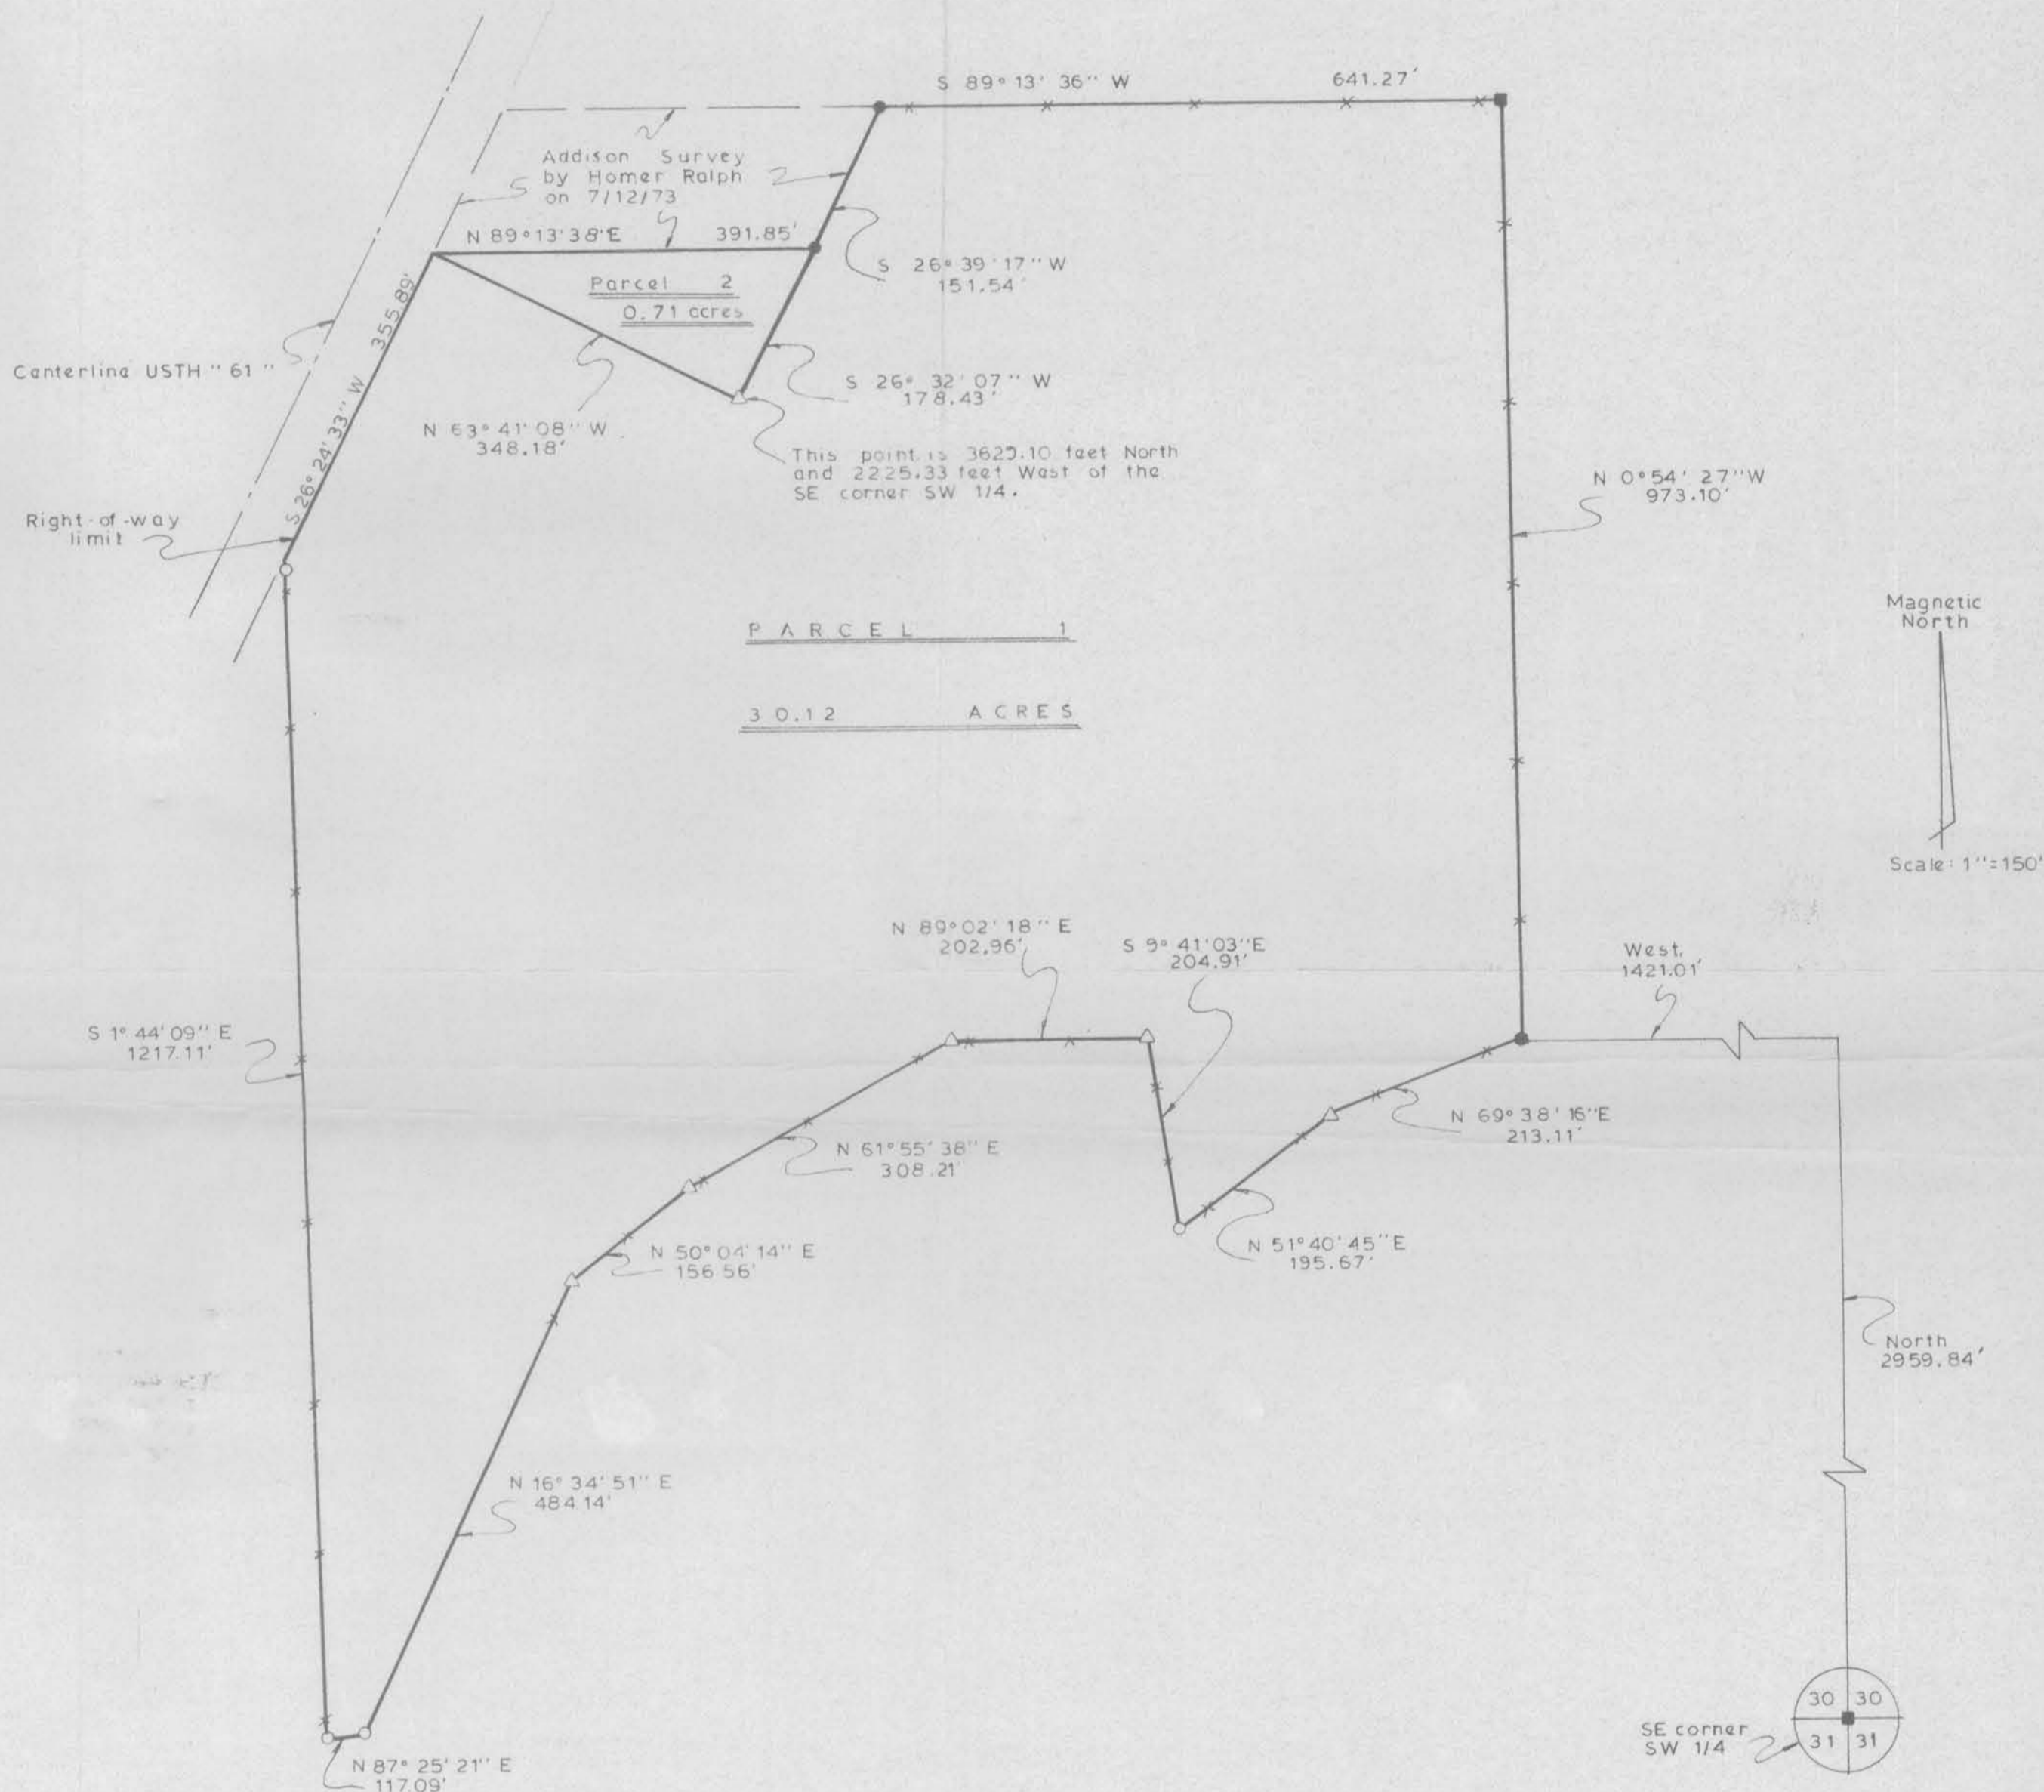 S 89° 13' 36" W 641.27'
Addison Survey
by Homer Ralph
on 7/12/73
N 89° 13' 38" E 391.85'
S 26° 39' 17" W
151.54'
Parcel 2
0.71 acres
355.89'
S 26° 24' 33" W
Centerline USTH "61"
S 26° 32' 07" W
178.43'
N 63° 41' 08" W
348.18'
This point is feet North
and 2225.33 feet West of the
SE corner SW 1/4.
N 0° 54' 27" W
973.10'
Right-of-way
limit
PARCEL 1
30.12 ACRES
Magnetic
North
Scale: 1"=150'
N 89° 02' 18" E
202.96'
S 9° 41' 03" E
204.91'
West
1421.01'
S 1° 44' 09" E
1217.11'
N 69° 38' 16" E
213.11'
N 61° 55' 38" E
308.21'
N 50° 04' 14" E
156.56'
N 51° 40' 45" E
195.67'
North
2959.84'
N 16° 34' 51" E
484.14'
30 30
31 31
SE corner
SW 1/4
N 87° 25' 21" E
117.09'